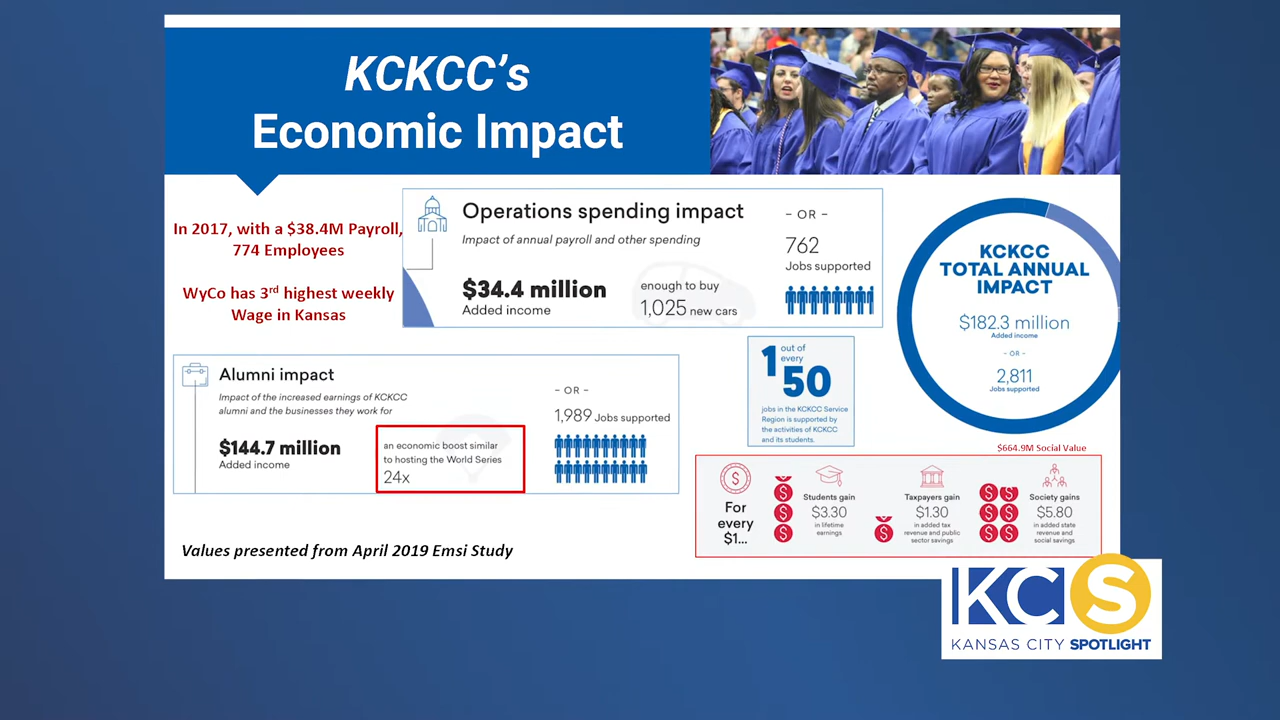 KCKCC's
Economic Impact
In 2017, with a $38.4M Payroll,
774 Employees
WyCo has 3rd highest weekly
Wage in Kansas
Operations spending impact
Impact of annual payroll and other spending
$34.4 million
Added income
enough to buy
1,025 new cars
– OR –
762
Jobs supported
KCKCC
TOTAL ANNUAL
IMPACT
$182.3 million
Added income
– OR –
2,811
Jobs supported
Alumni impact
Impact of the increased earnings of KCKCC
alumni and the businesses they work for
$144.7 million
Added income
an economic boost similar
to hosting the World Series
24x
– OR –
1,989 Jobs supported
1 out of
every
50
jobs in the KCKCC Service
Region is supported by
the activities of KCKCC
and its students.
$664.9M Social Value
For
every
$1...
Students gain
$3.30
in lifetime
earnings
Taxpayers gain
$1.30
in added tax
revenue and public
sector savings
Society gains
$5.80
in added state
revenue and
social savings
Values presented from April 2019 Emsi Study
KCS
KANSAS CITY SPOTLIGHT